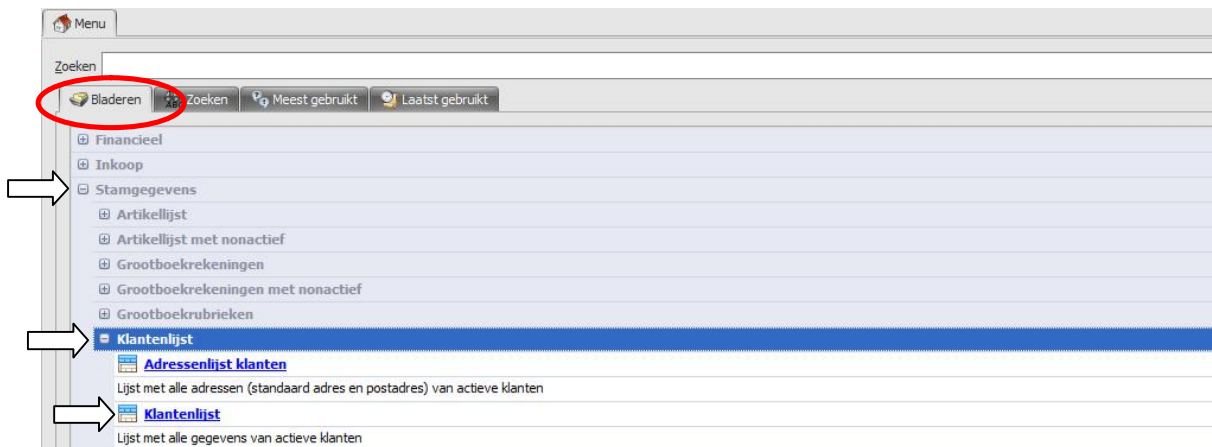 Menu
Zoeken
Bladeren Zoeken Meest gebruikt Laatst gebruikt
Financieel
Inkoop
Stamgegevens
Artikellijst
Artikellijst met nonactief
Grootboekrekeningen
Grootboekrekeningen met nonactief
Grootboekrubrieken
Klantenlijst
Adressenlijst klanten
Lijst met alle adressen (standaard adres en postadres) van actieve klanten
Klantenlijst
Lijst met alle gegevens van actieve klanten